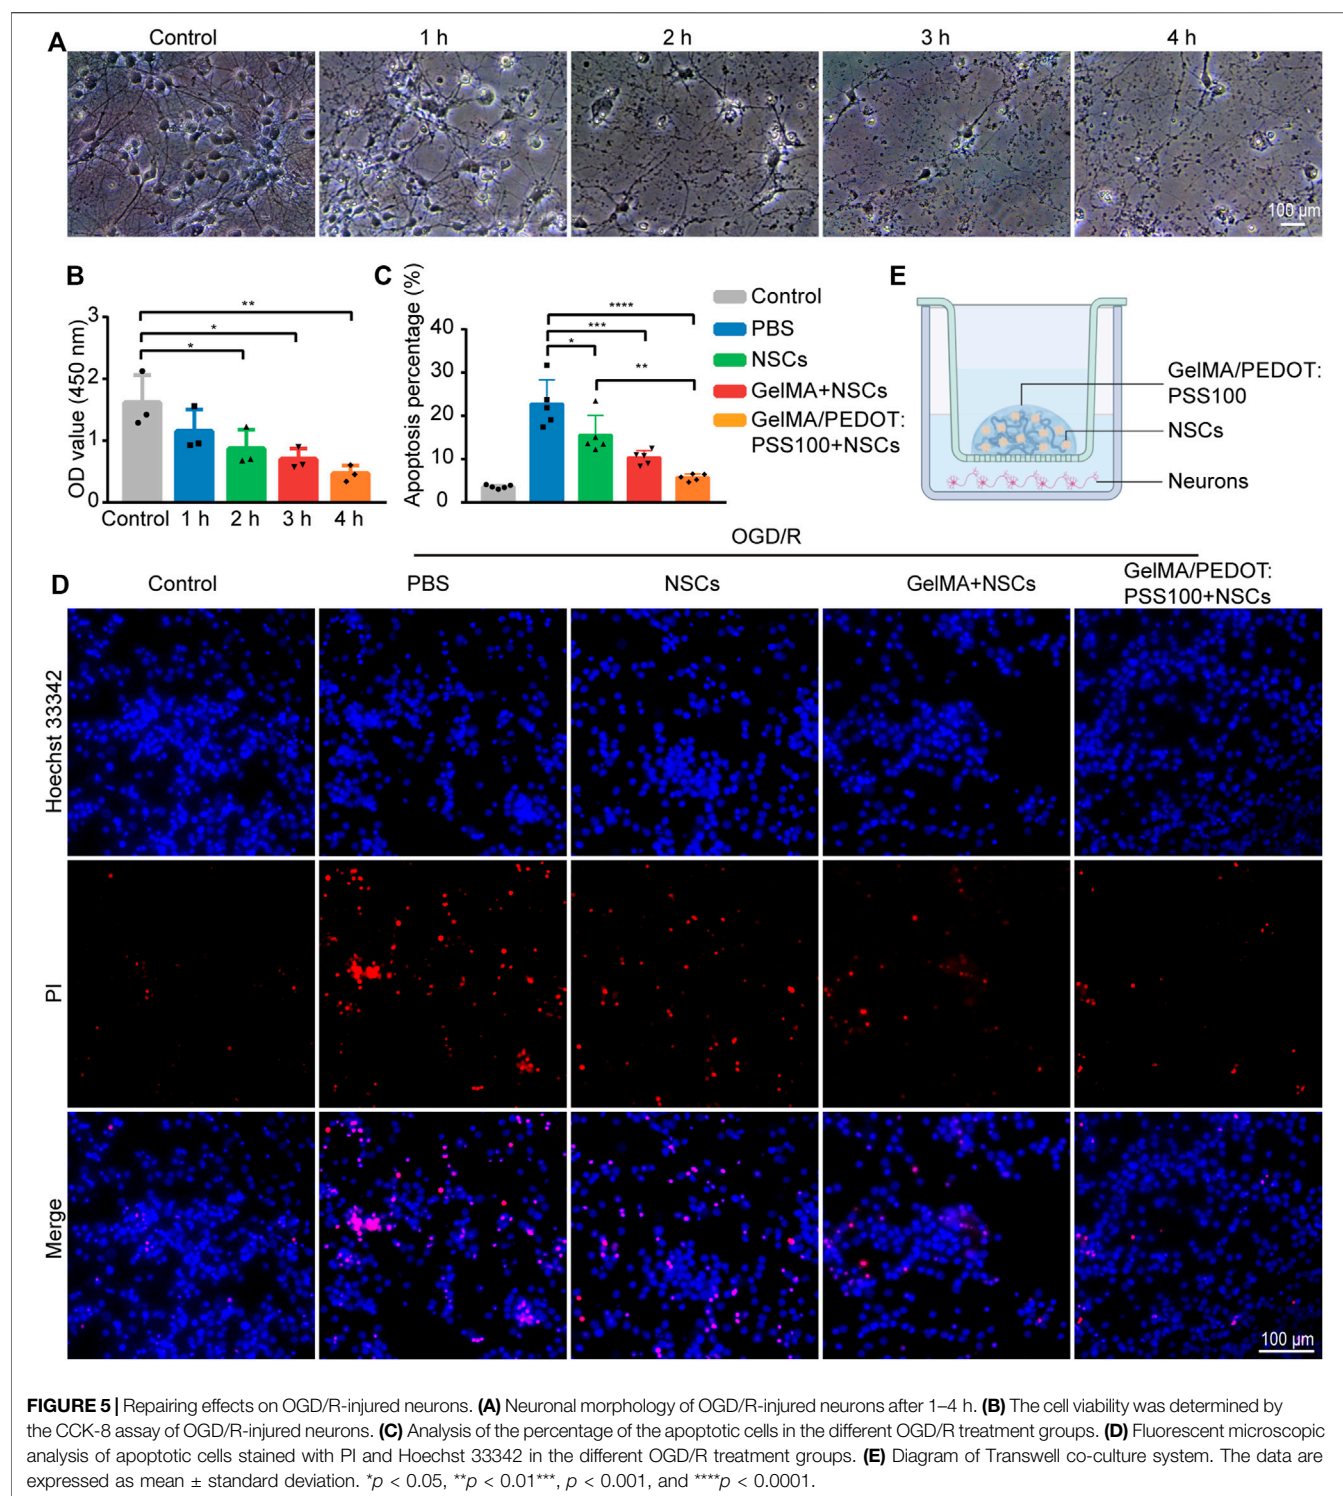 A
Control
1 h
2 h
3 h
4 h
100 µm
B
OD value (450 nm)
3
2
1
0
**
*
*
Control
1 h
2 h
3 h
4 h
C
Apoptosis percentage (%)
40
30
20
10
0
****
***
*
**
Control
PBS
NSCs
GelMA+NSCs
GelMA/PEDOT:
PSS100+NSCs
E
GelMA/PEDOT:
PSS100
NSCs
Neurons
OGD/R
D
Control
PBS
NSCs
GelMA+NSCs
GelMA/PEDOT:
PSS100+NSCs
Hoechst 33342
PI
Merge
100 µm
FIGURE 5 | Repairing effects on OGD/R-injured neurons. (A) Neuronal morphology of OGD/R-injured neurons after 1–4 h. (B) The cell viability was determined by
the CCK-8 assay of OGD/R-injured neurons. (C) Analysis of the percentage of the apoptotic cells in the different OGD/R treatment groups. (D) Fluorescent microscopic
analysis of apoptotic cells stained with PI and Hoechst 33342 in the different OGD/R treatment groups. (E) Diagram of Transwell co-culture system. The data are
expressed as mean ± standard deviation. *p < 0.05, **p < 0.01***, p < 0.001, and ****p < 0.0001.